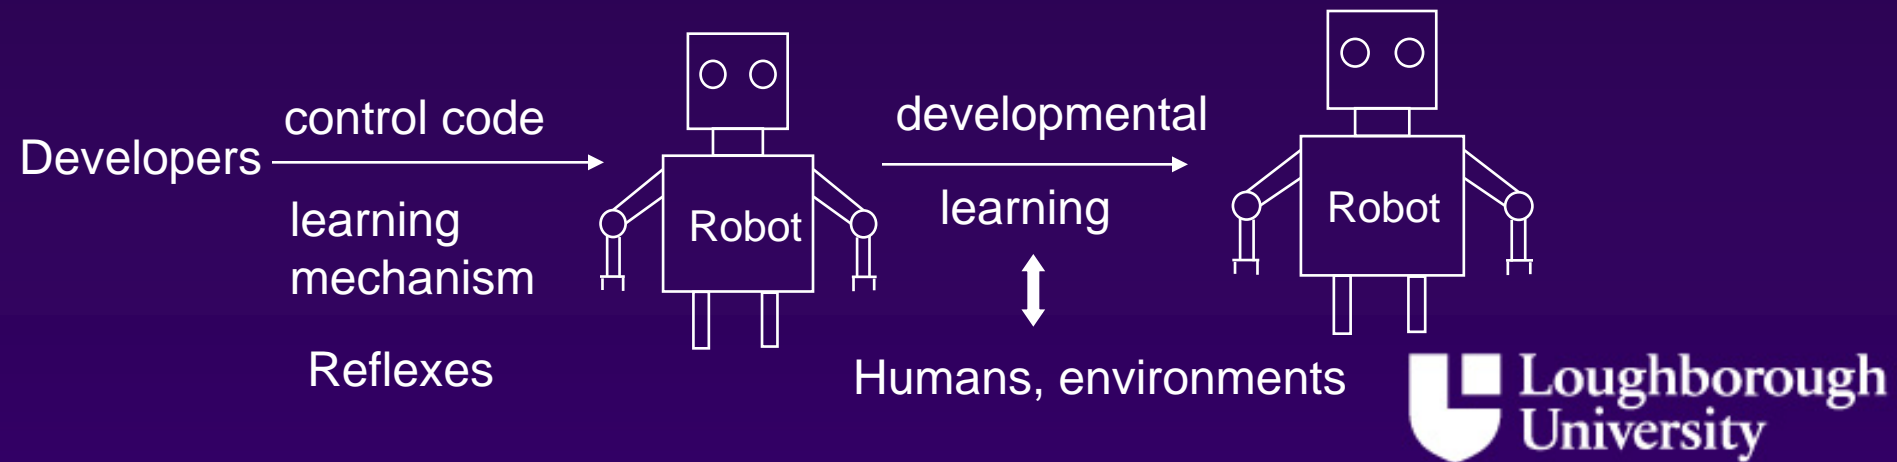 Developers
control code
learning
mechanism
Reflexes
Robot
developmental
learning
Humans, environments
Robot
Loughborough
University